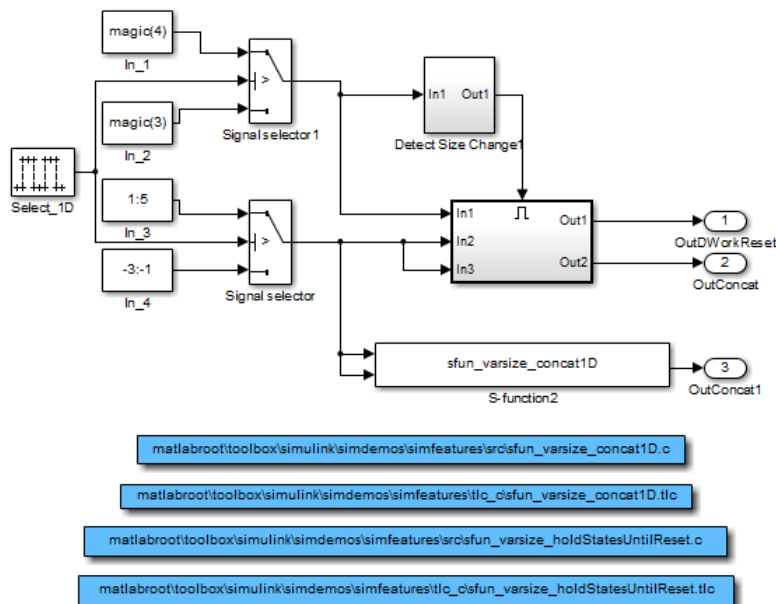 magic(4)
In_1
>
Signal selector1
magic(3)
In_2
In1
Out1
Detect Size Change1
Select_1D
1:5
In_3
>
Signal selector
-3:-1
In_4
In1
In2
In3
Out1
Out2
1
OutDWorkReset
2
OutConcat
sfun_varsize_concat1D
S-function2
3
OutConcat1
matlabroot\toolbox\simulink\simdemos\simfeatures\src\sfun_varsize_concat1D.c
matlabroot\toolbox\simulink\simdemos\simfeatures\tlc_c\sfun_varsize_concat1D.tlc
matlabroot\toolbox\simulink\simdemos\simfeatures\src\sfun_varsize_holdStatesUntilReset.c
matlabroot\toolbox\simulink\simdemos\simfeatures\tlc_c\sfun_varsize_holdStatesUntilReset.tlc